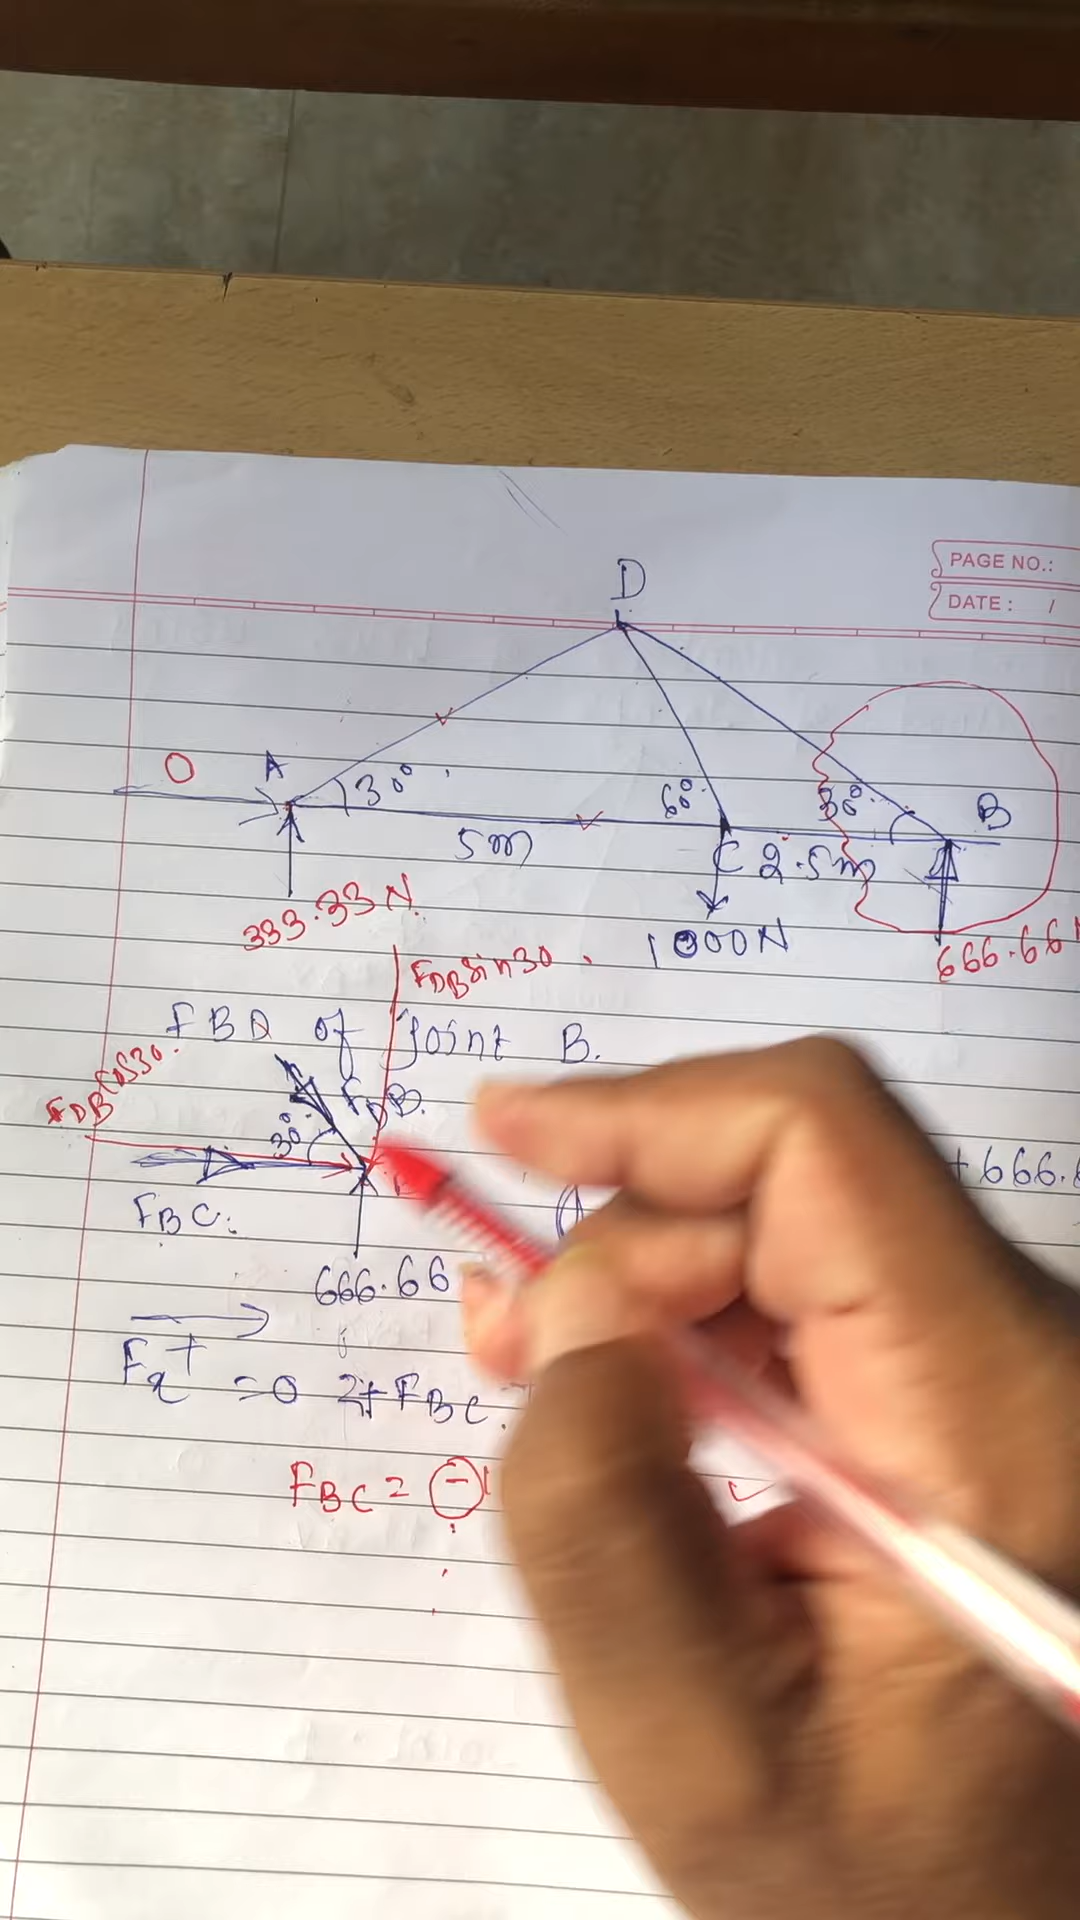 D
PAGE NO.:
DATE: /
O A 30° 60° 30° B
5m C 2.5m
333.33 N.
1000N
666.66
FDB sin30
FBD of joint B.
FDB cos30.
FDB.
30°
+666.
FBC.
666.66
Fx+ =0 = + FBC.
FBC = -